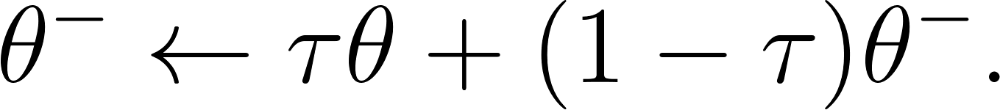 θ⁻ ← τθ + (1 − τ)θ⁻.